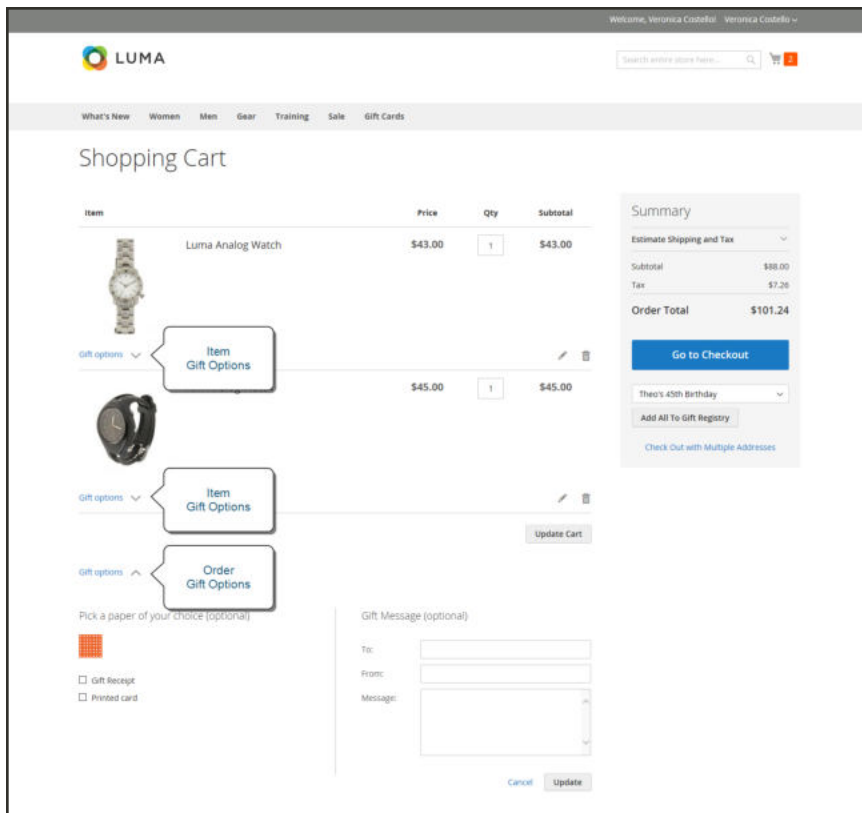 Welcome, Veronica Costello! Veronica Costello
LUMA
Search entire store here... 2
What's New Women Men Gear Training Sale Gift Cards
Shopping Cart
Item Price Qty Subtotal
Luma Analog Watch $43.00 1 $43.00
Gift options
Item
Gift Options
$45.00 1 $45.00
Gift options
Item
Gift Options
Update Cart
Gift options
Order
Gift Options
Pick a paper of your choice (optional)
Gift Receipt
Printed card
Gift Message (optional)
To:
From:
Message:
Cancel Update
Summary
Estimate Shipping and Tax
Subtotal $88.00
Tax $7.26
Order Total $101.24
Go to Checkout
Theo's 45th Birthday
Add All To Gift Registry
Check Out with Multiple Addresses